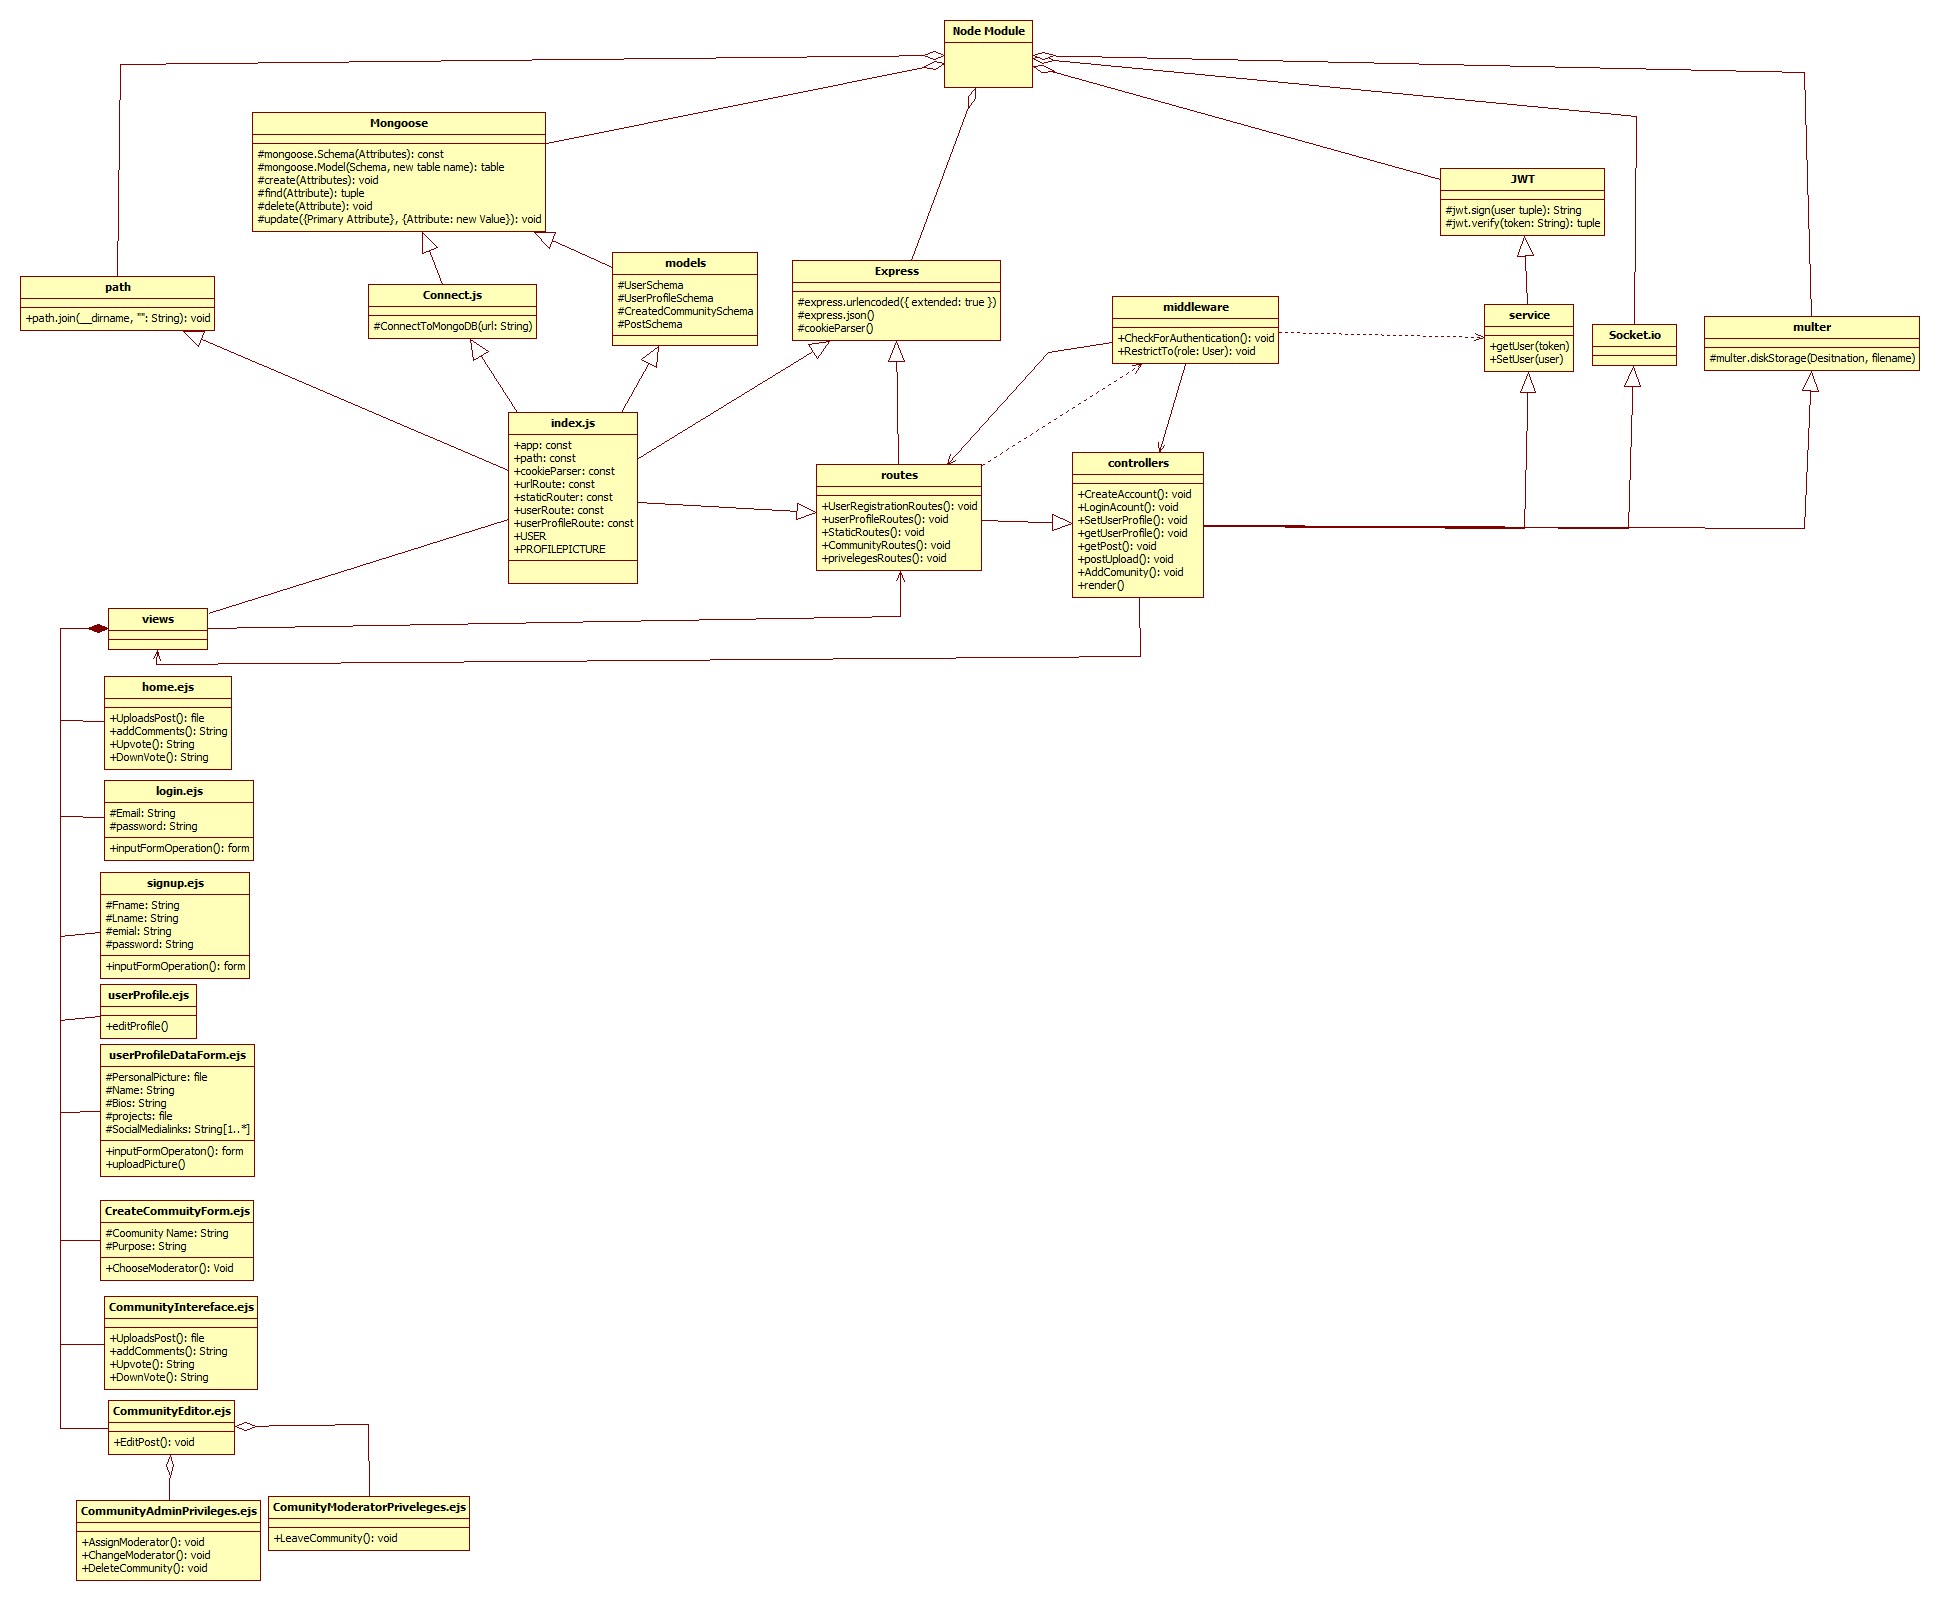 Node Module
Mongoose
#mongoose.Schema(Attributes): const
#mongoose.Model(Schema, new table name): table
#create(Attributes): void
#find(Attribute): tuple
#delete(Attribute): void
#update({Primary Attribute}, {Attribute: new Value}): void
JWT
#jwt.sign(user tuple): String
#jwt.verify(token: String): tuple
path
+path.join(__dirname, "": String): void
Connect.js
#ConnectToMongoDB(url: String)
models
#UserSchema
#UserProfileSchema
#CreatedCommunitySchema
#PostSchema
Express
#express.urlencoded({ extended: true })
#express.json()
#cookieParser()
middleware
+CheckForAuthentication(): void
+RestrictTo(role: User): void
service
+getUser(token)
+SetUser(user)
Socket.io
multer
#multer.diskStorage(Desitnation, filename)
index.js
+app: const
+path: const
+cookieParser: const
+urlRoute: const
+staticRouter: const
+userRoute: const
+userProfileRoute: const
+USER
+PROFILEPICTURE
routes
+UserRegistrationRoutes(): void
+userProfileRoutes(): void
+StaticRoutes(): void
+CommunityRoutes(): void
+privelegesRoutes(): void
controllers
+CreateAccount(): void
+LoginAcount(): void
+SetUserProfile(): void
+getUserProfile(): void
+getPost(): void
+postUpload(): void
+AddComunity(): void
+render()
views
home.ejs
+UploadsPost(): file
+addComments(): String
+Upvote(): String
+DownVote(): String
login.ejs
#Email: String
#password: String
+inputFormOperation(): form
signup.ejs
#Fname: String
#Lname: String
#emial: String
#password: String
+inputFormOperation(): form
userProfile.ejs
+editProfile()
userProfileDataForm.ejs
#PersonalPicture: file
#Name: String
#Bios: String
#projects: file
#SocialMedialinks: String[1..*]
+inputFormOperaton(): form
+uploadPicture()
CreateCommuityForm.ejs
#Coomunity Name: String
#Purpose: String
+ChooseModerator(): Void
CommunityIntereface.ejs
+UploadsPost(): file
+addComments(): String
+Upvote(): String
+DownVote(): String
CommunityEditor.ejs
+EditPost(): void
CommunityAdminPrivileges.ejs
+AssignModerator(): void
+ChangeModerator(): void
+DeleteCommunity(): void
ComunityModeratorPriveleges.ejs
+LeaveCommunity(): void